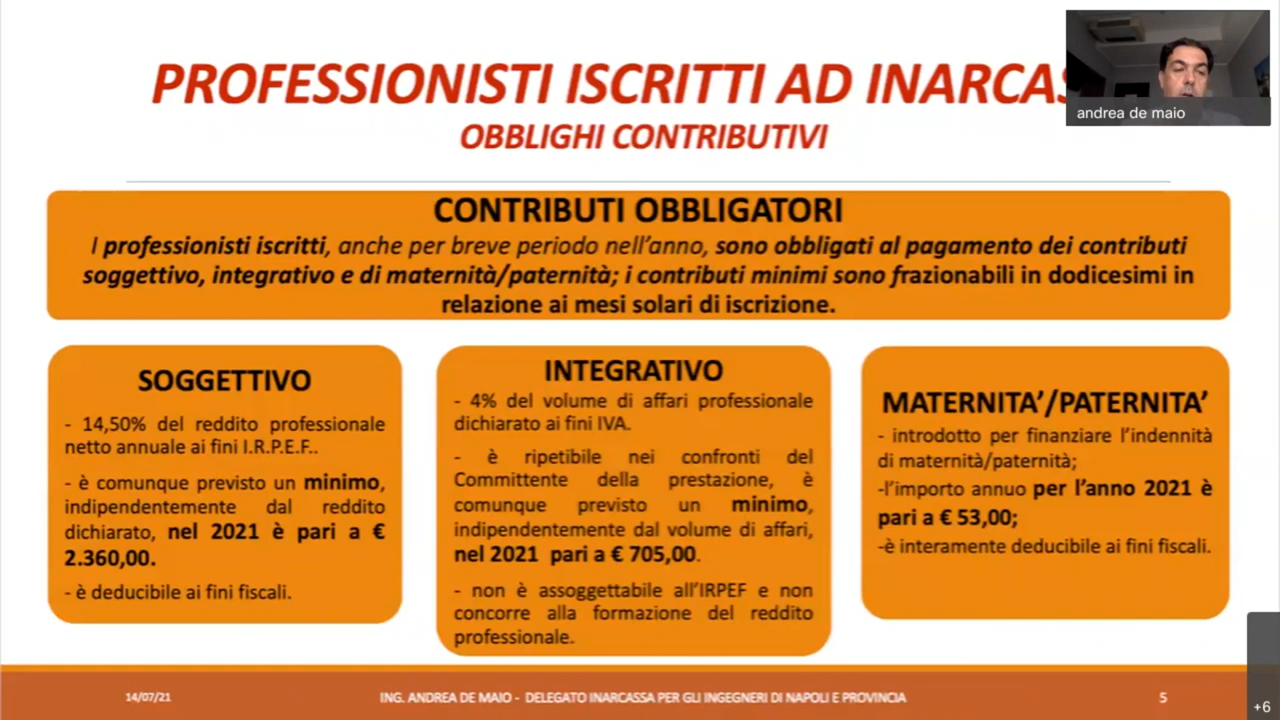 PROFESSIONISTI ISCRITTI AD INARCAS
OBBLIGHI CONTRIBUTIVI
andrea de maio
CONTRIBUTI OBBLIGATORI
I professionisti iscritti, anche per breve periodo nell'anno, sono obbligati al pagamento dei contributi
soggettivo, integrativo e di maternità/paternità; i contributi minimi sono frazionabili in dodicesimi in
relazione ai mesi solari di iscrizione.
SOGGETTIVO
- 14,50% del reddito professionale
netto annuale ai fini I.R.P.E.F..
- è comunque previsto un minimo,
indipendentemente dal reddito
dichiarato, nel 2021 è pari a €
2.360,00.
- è deducibile ai fini fiscali.
INTEGRATIVO
- 4% del volume di affari professionale
dichiarato ai fini IVA.
- è ripetibile nei confronti del
Committente della prestazione, è
comunque previsto un minimo,
indipendentemente dal volume di affari,
nel 2021 pari a € 705,00.
- non è assoggettabile all'IRPEF e non
concorre alla formazione del reddito
professionale.
MATERNITA'/PATERNITA'
- introdotto per finanziare l'indennità
di maternità/paternità;
-l'importo annuo per l'anno 2021 è
pari a € 53,00;
-è interamente deducibile ai fini fiscali.
14/07/21
ING. ANDREA DE MAIO - DELEGATO INARCASSA PER GLI INGEGNERI DI NAPOLI E PROVINCIA
5
+6